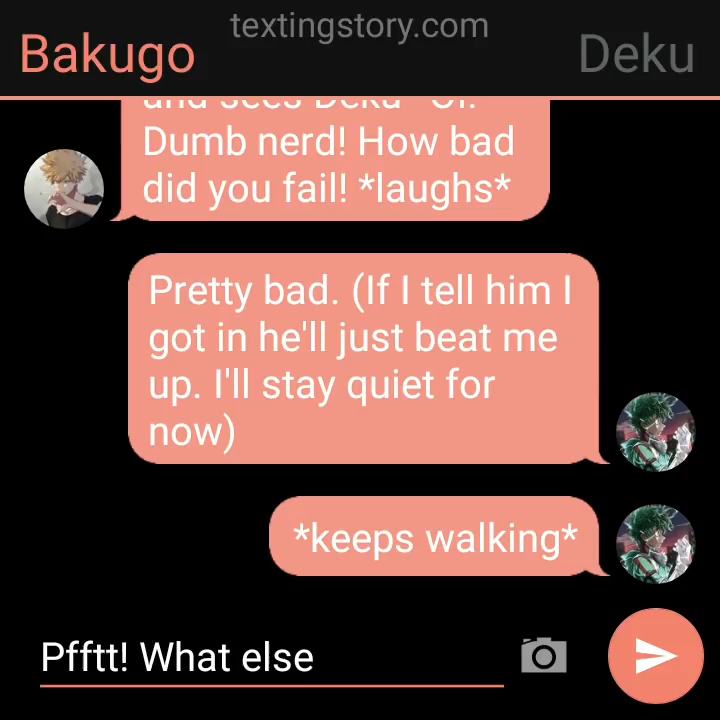 textingstory.com
Bakugo
Deku
Dumb nerd! How bad
did you fail! *laughs*
Pretty bad. (If I tell him I
got in he'll just beat me
up. I'll stay quiet for
now)
*keeps walking*
Pfftt! What else